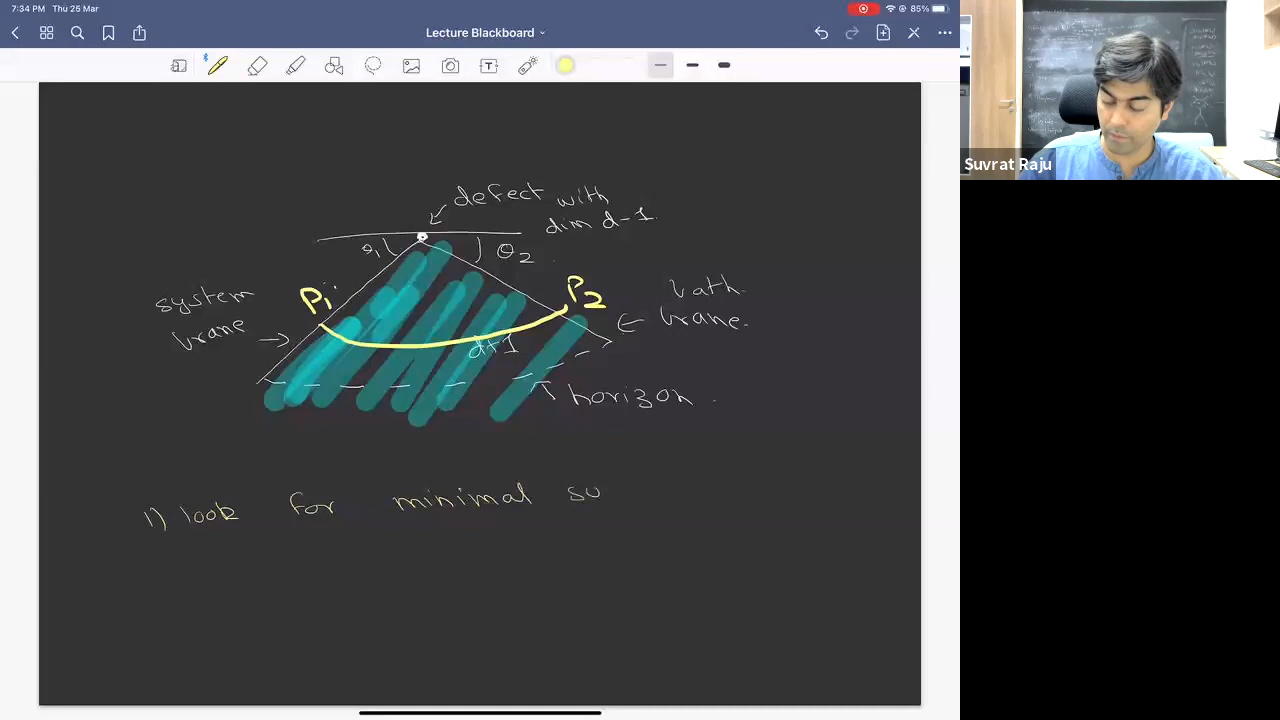 7:34 PM Thu 25 Mar
85%
Lecture Blackboard
Suvrat Raju
defect with
dim d-1
θ1
θ2
system
brane
P1
P2
bath
brane.
d+1
horizon
1) look for minimal su